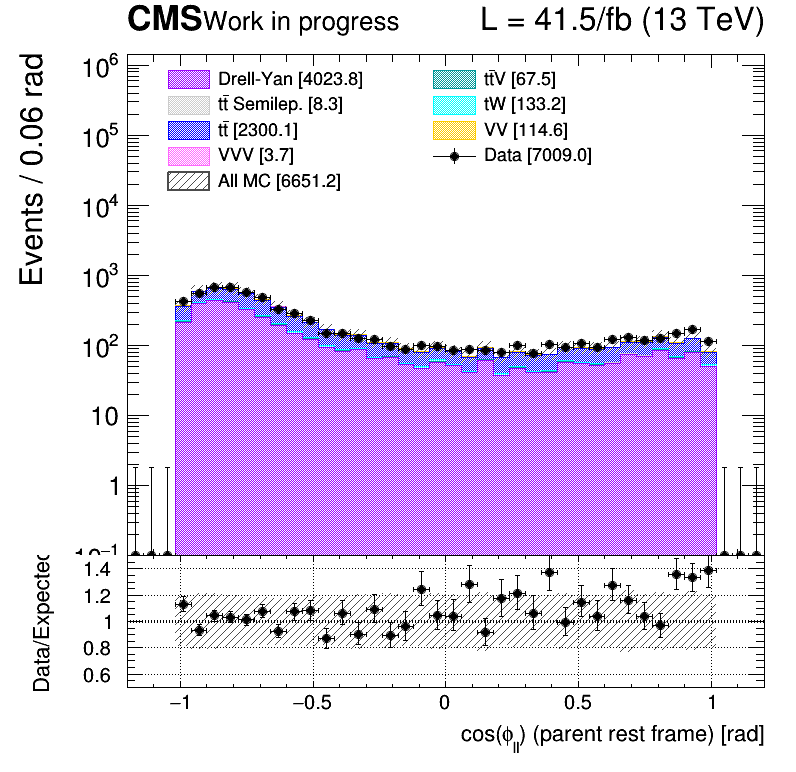 CMS Work in progress L = 41.5/fb (13 TeV)
Events / 0.06 rad
10⁶
10⁵
10⁴
10³
10²
10
1
10⁻¹
Drell-Yan [4023.8]
tt̄ Semilep. [8.3]
tt̄ [2300.1]
VVV [3.7]
All MC [6651.2]
tt̄V [67.5]
tW [133.2]
VV [114.6]
Data [7009.0]
Data/Expected
1.4
1.2
1
0.8
0.6
−1 −0.5 0 0.5 1
cos(ϕ_ll) (parent rest frame) [rad]